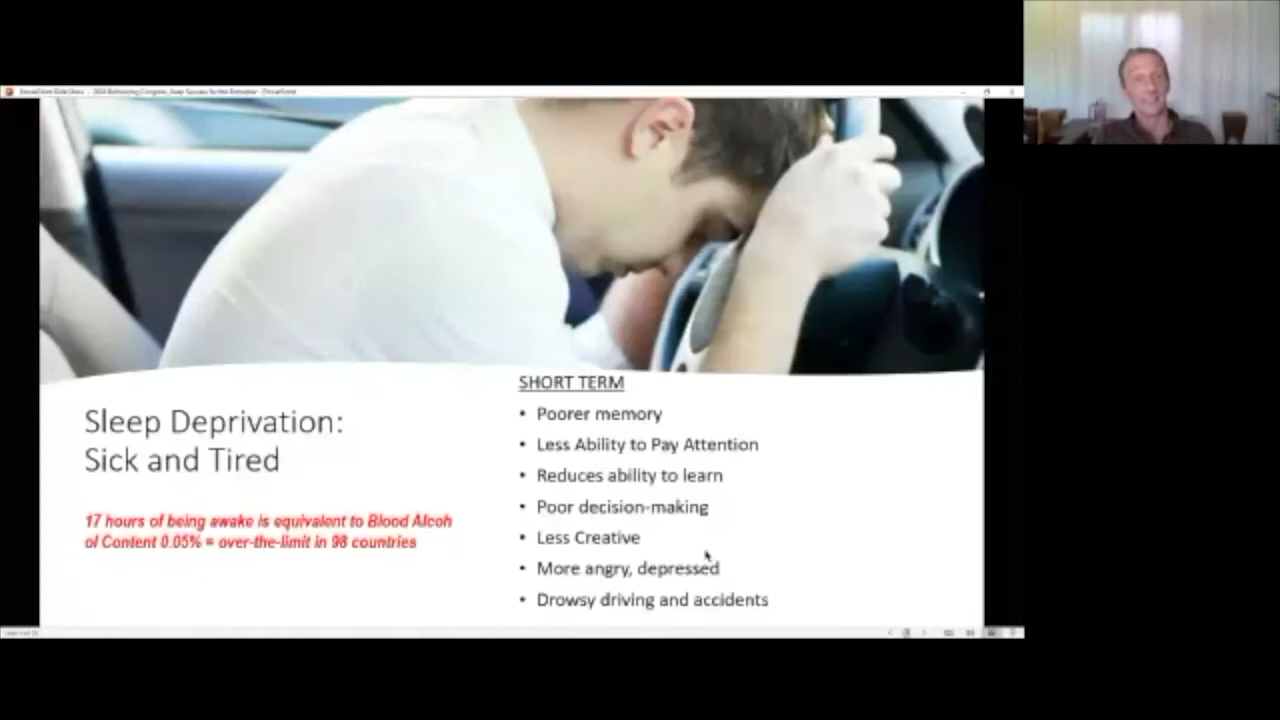 Sleep Deprivation:
Sick and Tired
17 hours of being awake is equivalent to Blood Alcoh
ol Content 0.05% = over-the-limit in 98 countries
SHORT TERM
• Poorer memory
• Less Ability to Pay Attention
• Reduces ability to learn
• Poor decision-making
• Less Creative
• More angry, depressed
• Drowsy driving and accidents